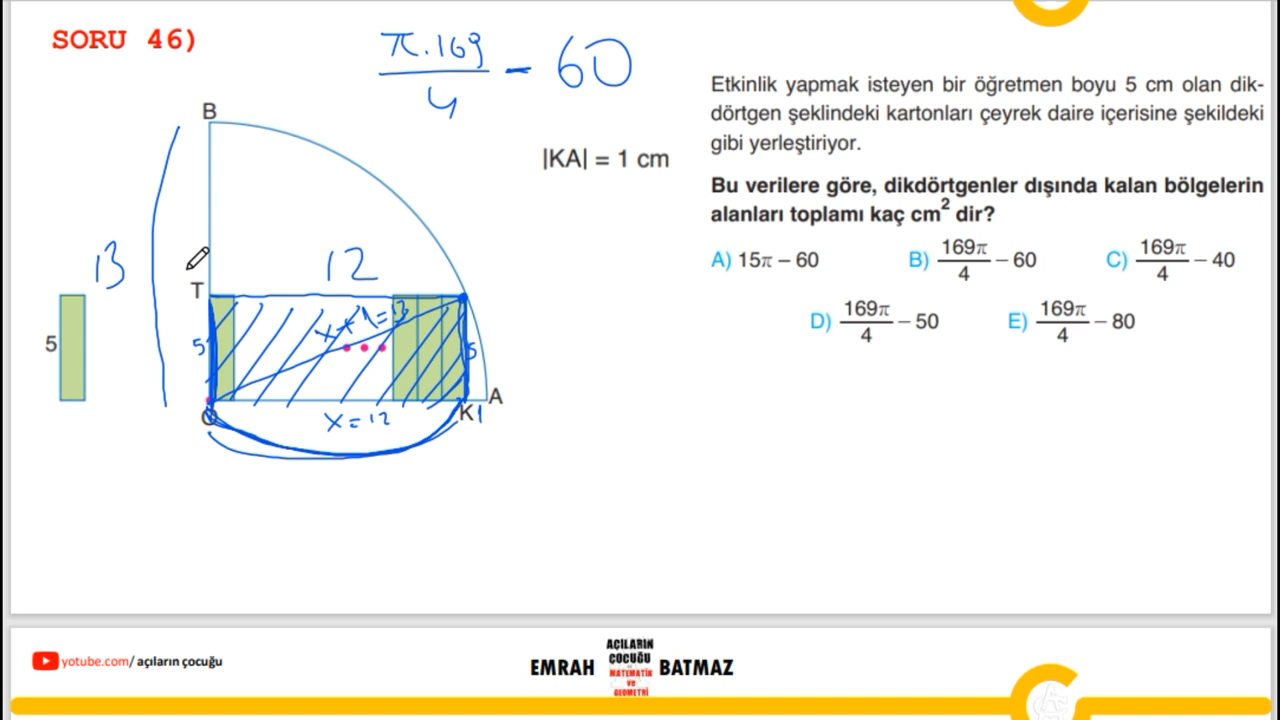 SORU 46)
π.169
4
- 60
B
|KA| = 1 cm
13
12
T
5
5
x+1=13
5
O
x=12
K
1
A
Etkinlik yapmak isteyen bir öğretmen boyu 5 cm olan dik-
dörtgen şeklindeki kartonları çeyrek daire içerisine şekildeki
gibi yerleştiriyor.
Bu verilere göre, dikdörtgenler dışında kalan bölgelerin
alanları toplamı kaç cm² dir?
A) 15π – 60 B) 169π/4 – 60 C) 169π/4 – 40
D) 169π/4 – 50 E) 169π/4 – 80
yotube.com/ açıların çocuğu
EMRAH
AÇILARIN
ÇOCUĞU
MATEMATİK
ve
GEOMETRİ
BATMAZ